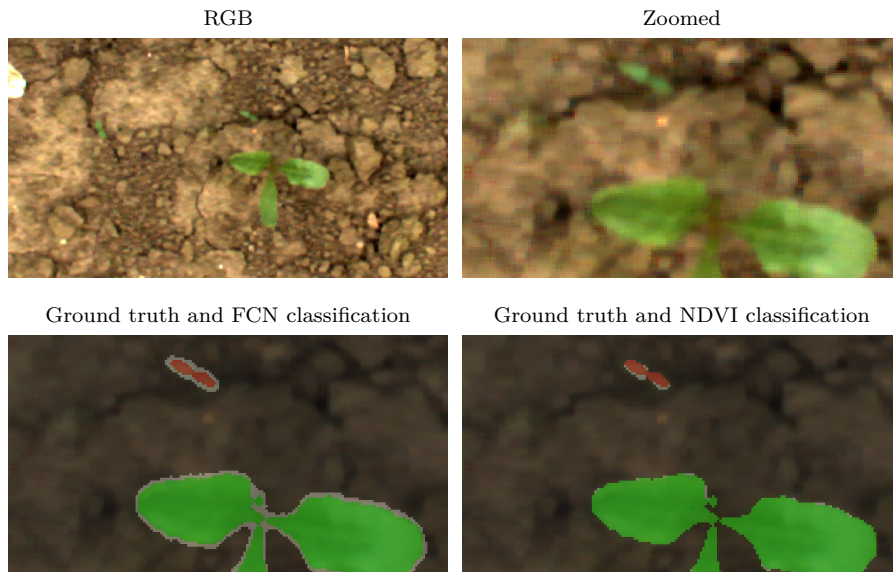 RGB
Zoomed
Ground truth and FCN classification
Ground truth and NDVI classification